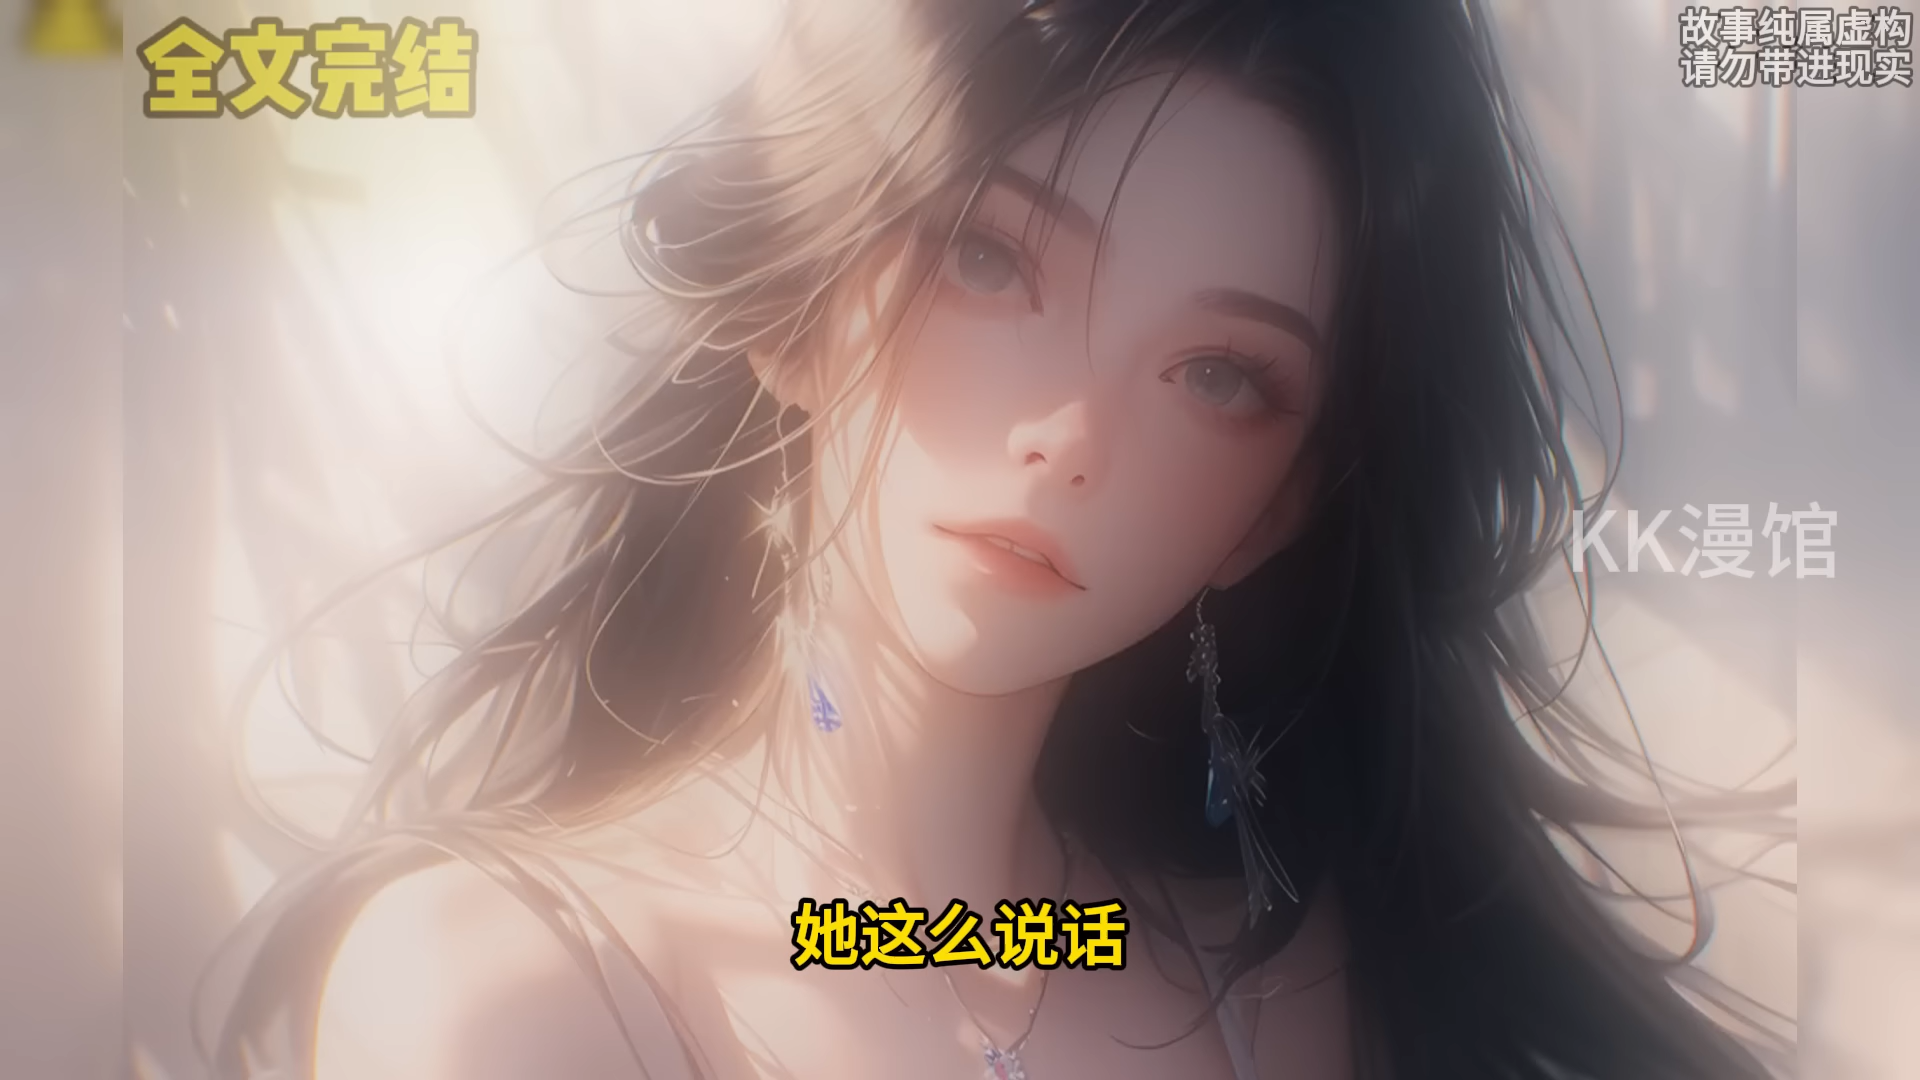 全文完结
故事纯属虚构
请勿带进现实
KK漫馆
她这么说话